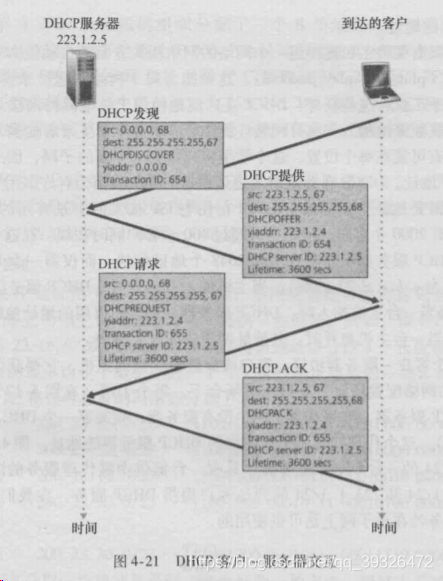 DHCP服务器
223.1.2.5
到达的客户
DHCP发现
src: 0.0.0.0, 68
dest: 255.255.255.255,67
DHCPDISCOVER
yiaddr: 0.0.0.0
transaction ID: 654
DHCP提供
src: 223.1.2.5, 67
dest: 255.255.255.255,68
DHCPOFFER
yiaddr: 223.1.2.4
transaction ID: 654
DHCP server ID: 223.1.2.5
Lifetime: 3600 secs
DHCP请求
src: 0.0.0.0, 68
dest: 255.255.255.255, 67
DHCPREQUEST
yiaddr: 223.1.2.4
transaction ID: 655
DHCP server ID: 223.1.2.5
Lifetime: 3600 secs
DHCP ACK
src: 223.1.2.5, 67
dest: 255.255.255.255,68
DHCPACK
yiaddr: 223.1.2.4
transaction ID: 655
DHCP server ID: 223.1.2.5
Lifetime: 3600 secs
时间
时间
图 4-21 DHCP 客户 – 服务器交互
https://blog.csdn.net/qq_39326472